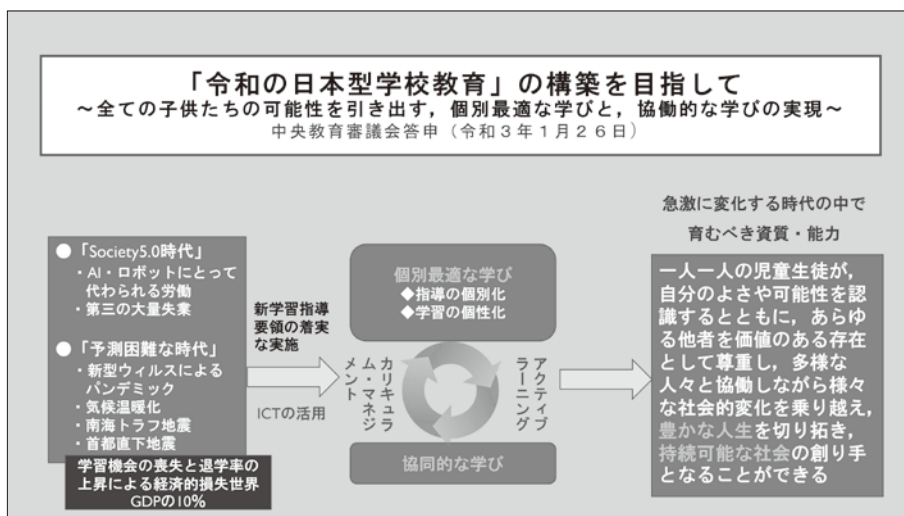 「令和の日本型学校教育」の構築を目指して
～全ての子供たちの可能性を引き出す，個別最適な学びと，協働的な学びの実現～
中央教育審議会答申（令和３年１月２６日）
●「Society5.0時代」
・AI・ロボットにとって
代わられる労働
・第三の大量失業
●「予測困難な時代」
・新型ウィルスによる
パンデミック
・気候温暖化
・南海トラフ地震
・首都直下地震
学習機会の喪失と退学率の
上昇による経済的損失世界
GDPの10%
新学習指導
要領の着実
な実施
ICTの活用
個別最適な学び
◆指導の個別化
◆学習の個性化
カリキュラ
ム・マネジ
メント
アクティブ
ラーニング
協同的な学び
急激に変化する時代の中で
育むべき資質・能力
一人一人の児童生徒が，
自分のよさや可能性を認
識するとともに，あらゆ
る他者を価値のある存在
として尊重し，多様な
人々と協働しながら様々
な社会的変化を乗り越え，
豊かな人生を切り拓き，
持続可能な社会の創り手
となることができる